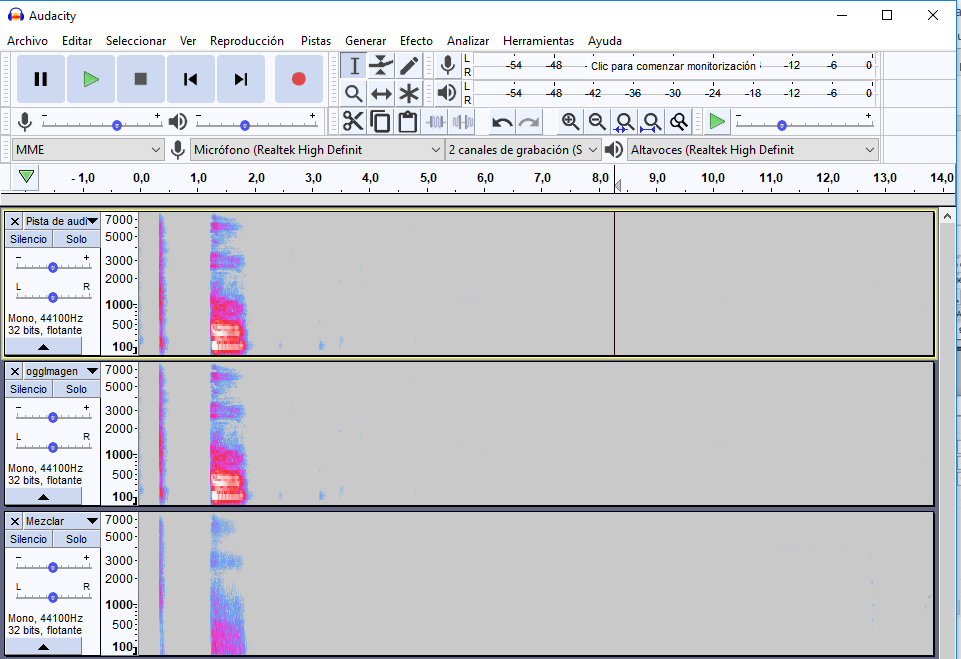 Audacity
Archivo Editar Seleccionar Ver Reproducción Pistas Generar Efecto Analizar Herramientas Ayuda
L R -54 -48 - Clic para comenzar monitorización -12 -6 0
L R -54 -48 -42 -36 -30 -24 -18 -12 -6 0
- + - + - +
MME Micrófono (Realtek High Definit 2 canales de grabación (S Altavoces (Realtek High Definit
-1,0 0,0 1,0 2,0 3,0 4,0 5,0 6,0 7,0 8,0 9,0 10,0 11,0 12,0 13,0 14,0
X Pista de audi
Silencio Solo
- +
L R
Mono, 44100Hz
32 bits, flotante
7000
5000
3000
2000
1000
500
100
X oggImagen
Silencio Solo
- +
L R
Mono, 44100Hz
32 bits, flotante
7000
5000
3000
2000
1000
500
100
X Mezclar
Silencio Solo
- +
L R
Mono, 44100Hz
32 bits, flotante
7000
5000
3000
2000
1000
500
100